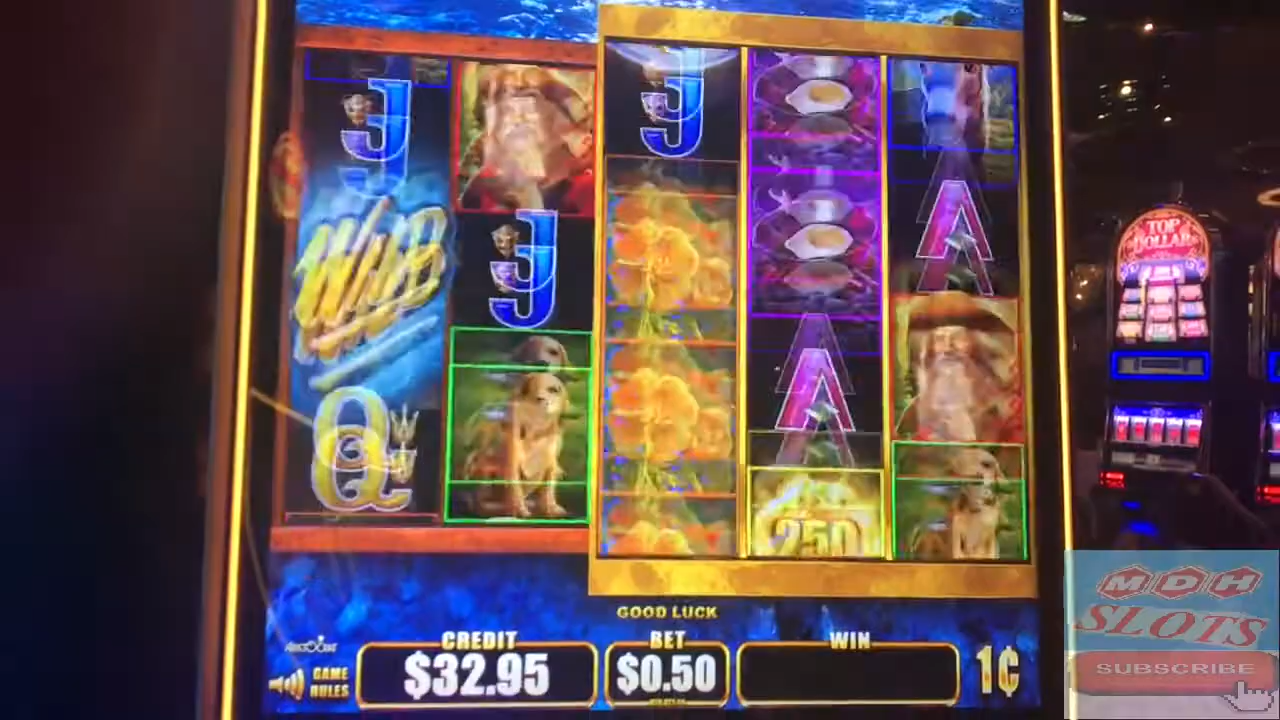 J
J
TOP
DOLLAR
WILD
J
A
A
Q
250
GOOD LUCK
CREDIT
BET
WIN
ARISTOCRAT
GAME
RULES
$32.95
$0.50
1¢
MDH
SLOTS
SUBSCRIBE